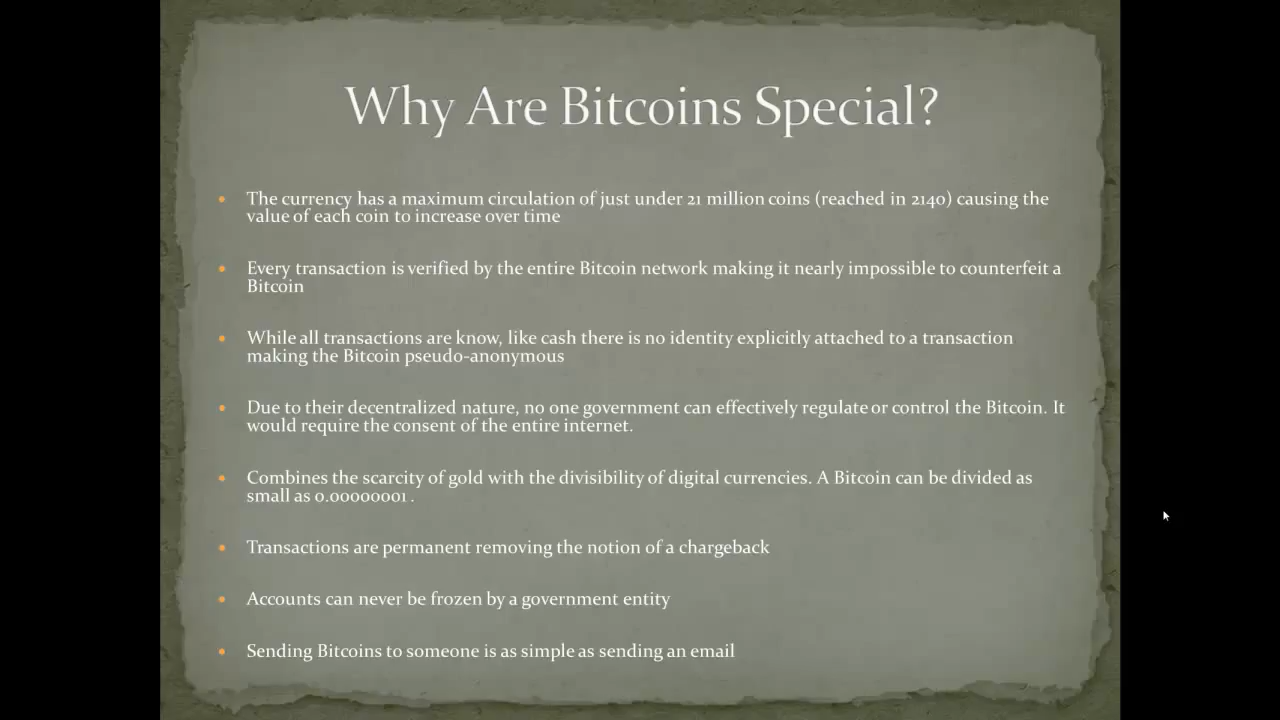 Why Are Bitcoins Special?
• The currency has a maximum circulation of just under 21 million coins (reached in 2140) causing the
value of each coin to increase over time
• Every transaction is verified by the entire Bitcoin network making it nearly impossible to counterfeit a
Bitcoin
• While all transactions are know, like cash there is no identity explicitly attached to a transaction
making the Bitcoin pseudo-anonymous
• Due to their decentralized nature, no one government can effectively regulate or control the Bitcoin. It
would require the consent of the entire internet.
• Combines the scarcity of gold with the divisibility of digital currencies. A Bitcoin can be divided as
small as 0.00000001 .
• Transactions are permanent removing the notion of a chargeback
• Accounts can never be frozen by a government entity
• Sending Bitcoins to someone is as simple as sending an email